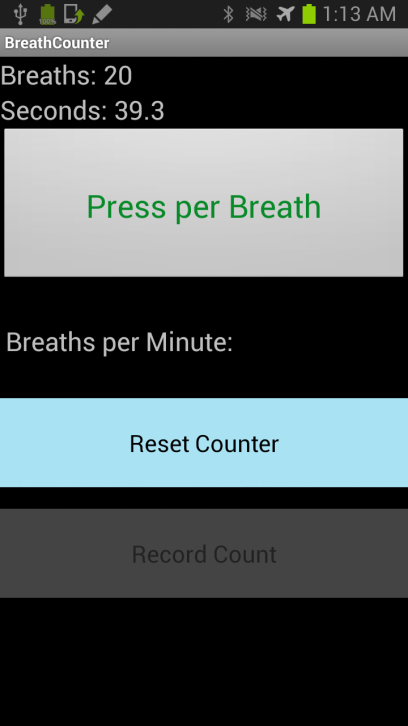 100%
1:13 AM
BreathCounter
Breaths: 20
Seconds: 39.3
Press per Breath
Breaths per Minute:
Reset Counter
Record Count